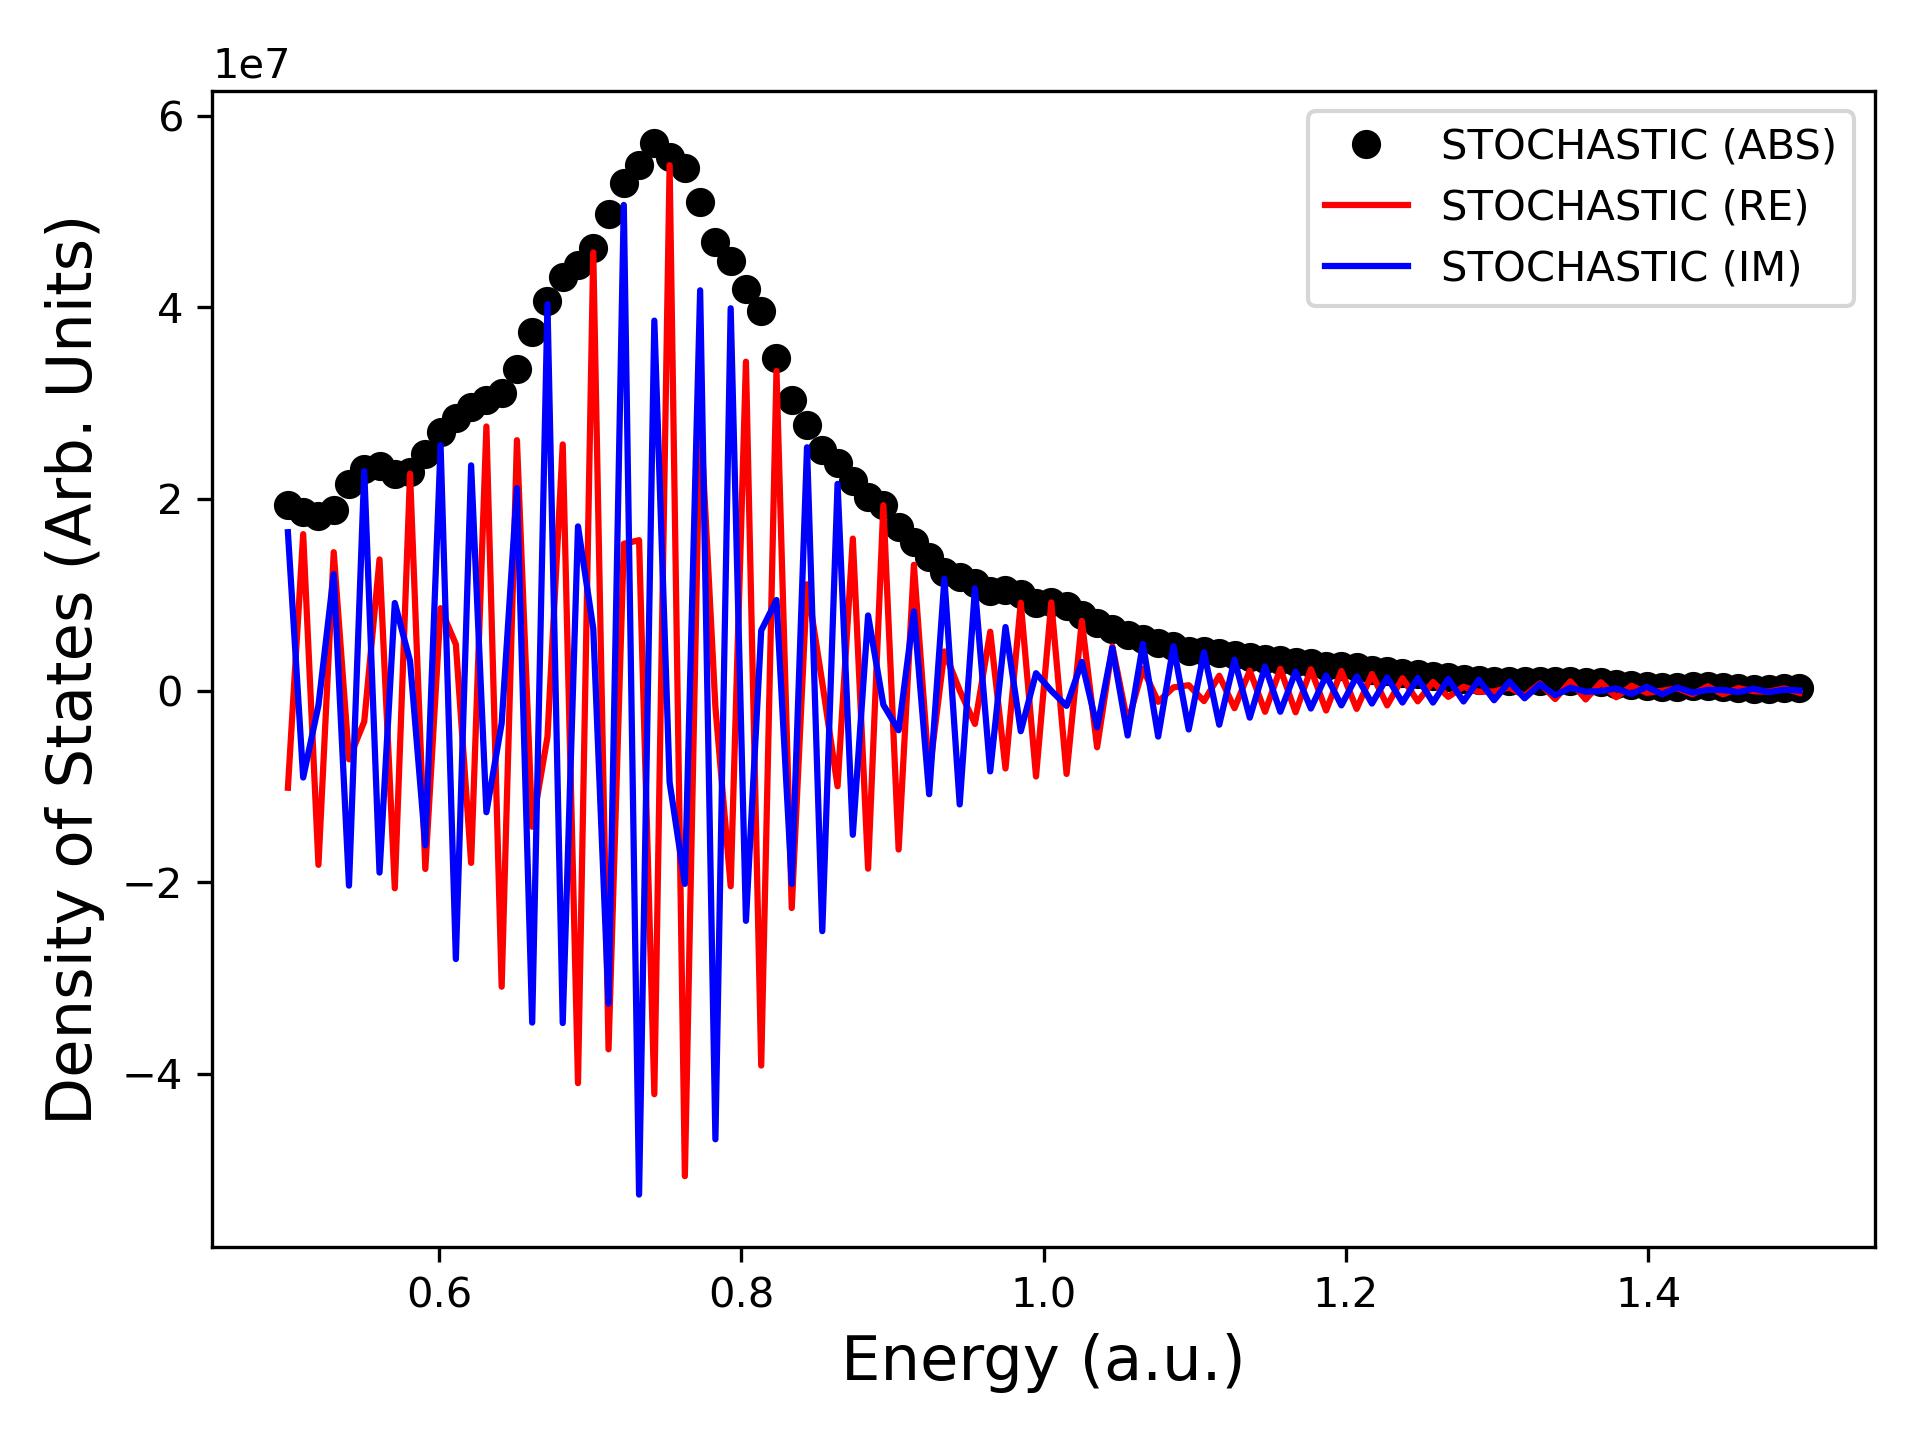 1e7
6
4
2
0
−2
−4
Density of States (Arb. Units)
STOCHASTIC (ABS)
STOCHASTIC (RE)
STOCHASTIC (IM)
0.6 0.8 1.0 1.2 1.4
Energy (a.u.)